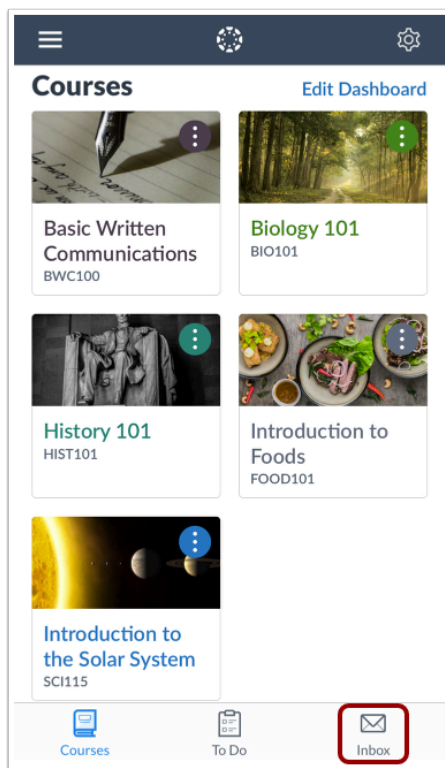 Courses
Edit Dashboard
Basic Written
Communications
BWC100
Biology 101
BIO101
History 101
HIST101
Introduction to
Foods
FOOD101
Introduction to
the Solar System
SCI115
Courses
To Do
Inbox